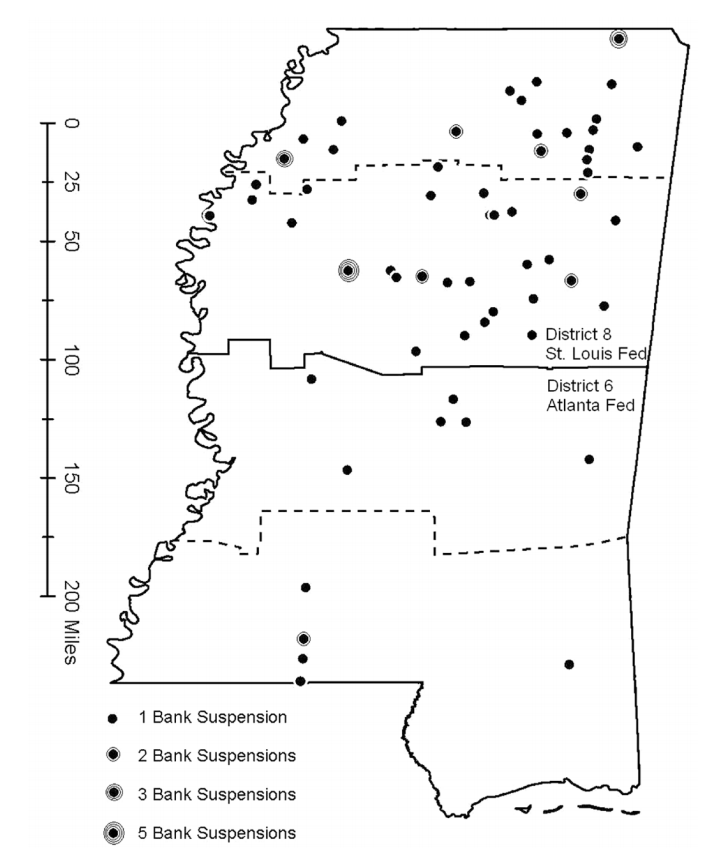 0
25
50
100
150
200 Miles
District 8
St. Louis Fed
District 6
Atlanta Fed
1 Bank Suspension
2 Bank Suspensions
3 Bank Suspensions
5 Bank Suspensions